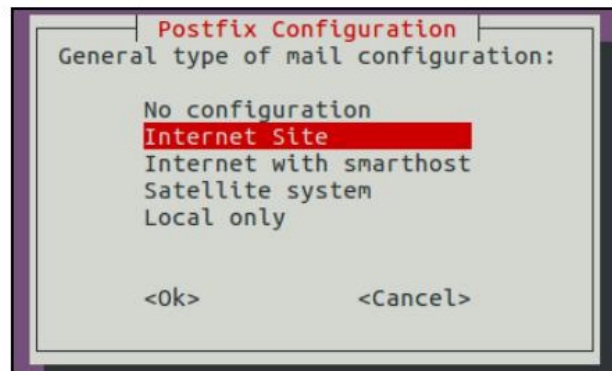 Postfix Configuration
General type of mail configuration:
No configuration
Internet Site
Internet with smarthost
Satellite system
Local only
<Ok> <Cancel>